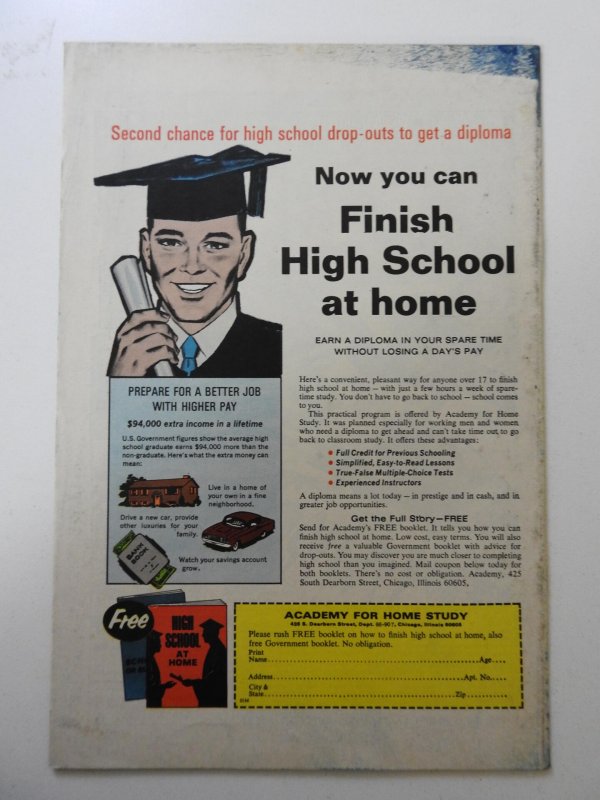 Second chance for high school drop-outs to get a diploma
Now you can
Finish
High School
at home
EARN A DIPLOMA IN YOUR SPARE TIME
WITHOUT LOSING A DAY'S PAY
Here's a convenient, pleasant way for anyone over 17 to finish
high school at home — with just a few hours a week of spare-
time study. You don't have to go back to school — school comes
to you.
This practical program is offered by Academy for Home
Study. It was planned especially for working men and women
who need a diploma to get ahead and can't take time out to go
back to classroom study. It offers these advantages:
• Full Credit for Previous Schooling
• Simplified, Easy-to-Read Lessons
• True-False Multiple-Choice Tests
• Experienced Instructors
A diploma means a lot today — in prestige and in cash, and in
greater job opportunities.
Get the Full Story—FREE
Send for Academy's FREE booklet. It tells you how you can
finish high school at home. Low cost, easy terms. You will also
receive free a valuable Government booklet with advice for
drop-outs. You may discover you are much closer to completing
high school than you imagined. Mail coupon below today for
both booklets. There's no cost or obligation. Academy, 425
South Dearborn Street, Chicago, Illinois 60605.
PREPARE FOR A BETTER JOB
WITH HIGHER PAY
$94,000 extra income in a lifetime
U.S. Government figures show the average high
school graduate earns $94,000 more than the
non-graduate. Here's what the extra money can
mean:
Live in a home of
your own in a fine
neighborhood.
Drive a new car, provide
other luxuries for your
family.
BANK
BOOK
Watch your savings account
grow.
Free
HIGH
SCHOOL
AT
HOME
ACADEMY FOR HOME STUDY
425 S. Dearborn Street, Dept. Chicago, Illinois 60605
Please rush FREE booklet on how to finish high school at home, also
free Government booklet. No obligation.
Print
Name Age
Address Apt. No.
City &
State Zip